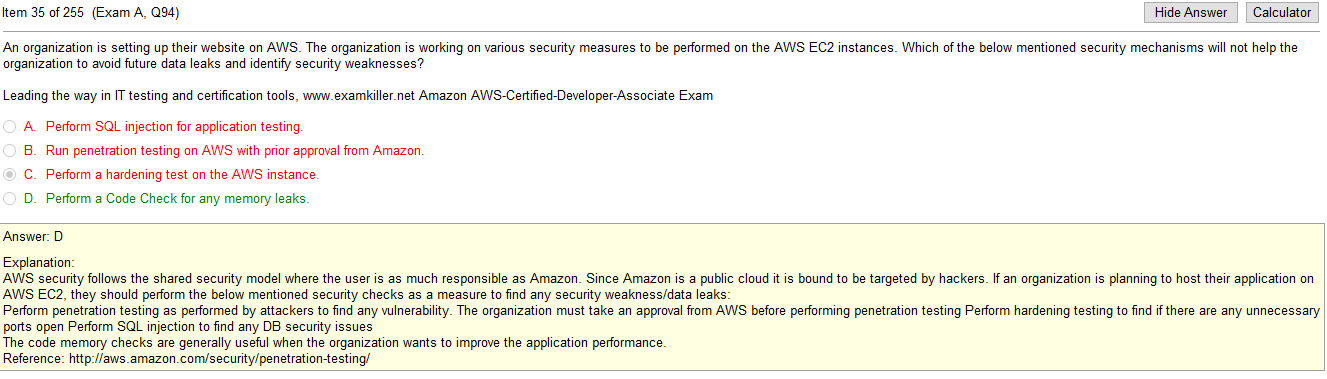 Item 35 of 255 (Exam A, Q94)
Hide Answer
Calculator
An organization is setting up their website on AWS. The organization is working on various security measures to be performed on the AWS EC2 instances. Which of the below mentioned security mechanisms will not help the
organization to avoid future data leaks and identify security weaknesses?
Leading the way in IT testing and certification tools, www.examkiller.net Amazon AWS-Certified-Developer-Associate Exam
A. Perform SQL injection for application testing.
B. Run penetration testing on AWS with prior approval from Amazon.
C. Perform a hardening test on the AWS instance.
D. Perform a Code Check for any memory leaks.
Answer: D
Explanation:
AWS security follows the shared security model where the user is as much responsible as Amazon. Since Amazon is a public cloud it is bound to be targeted by hackers. If an organization is planning to host their application on
AWS EC2, they should perform the below mentioned security checks as a measure to find any security weakness/data leaks:
Perform penetration testing as performed by attackers to find any vulnerability. The organization must take an approval from AWS before performing penetration testing Perform hardening testing to find if there are any unnecessary
ports open Perform SQL injection to find any DB security issues
The code memory checks are generally useful when the organization wants to improve the application performance.
Reference: http://aws.amazon.com/security/penetration-testing/